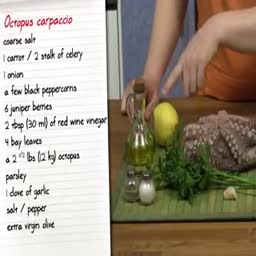 Octopus carpaccio
coarse salt
1 carrot / 2 stalk of celery
1 onion
a few black peppercorns
6 juniper berries
2 tbsp (30 ml) of red wine vinegar
4 bay leaves
a 2 1/2 lbs (1.2 kg) octopus
parsley
1 clove of garlic
salt / pepper
extra virgin olive